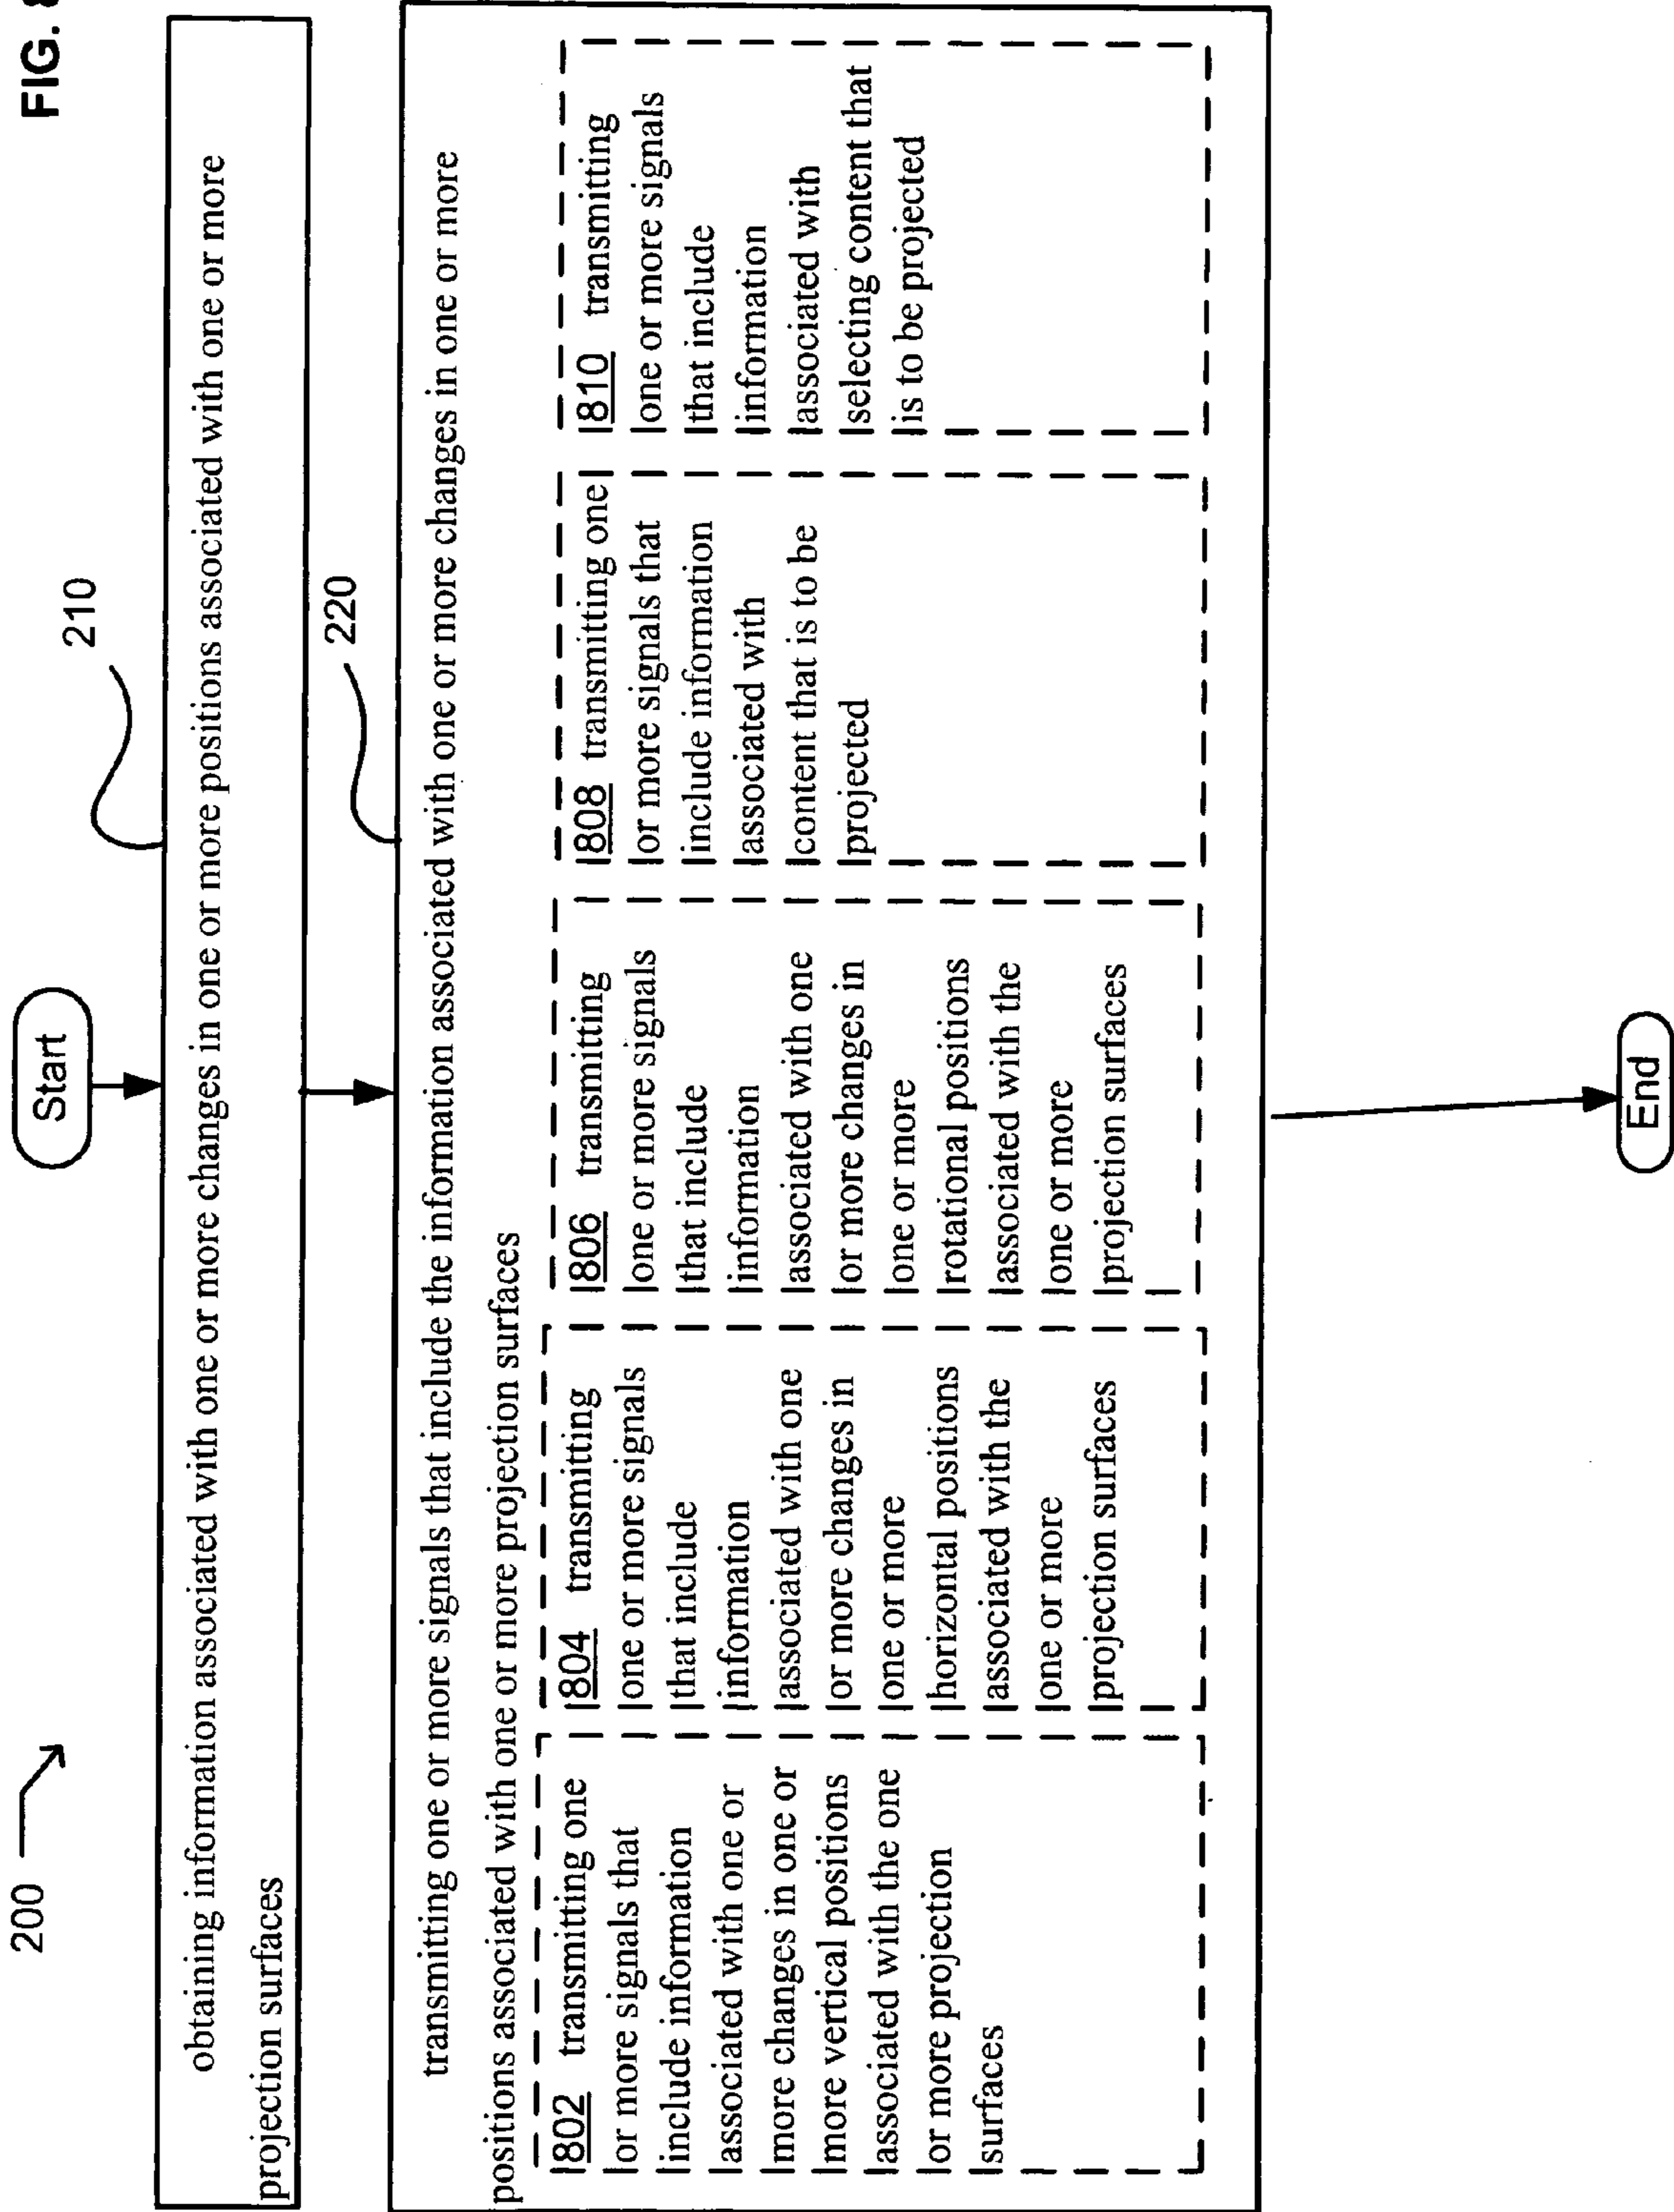 FIG. 8
200
Start
210
obtaining information associated with one or more changes in one or more positions associated with one or more
projection surfaces
220
transmitting one or more signals that include the information associated with one or more changes in one or more
positions associated with one or more projection surfaces
802 transmitting one
or more signals that
include information
associated with one or
more changes in one or
more vertical positions
associated with the one
or more projection
surfaces
804 transmitting
one or more signals
that include
information
associated with one
or more changes in
one or more
horizontal positions
associated with the
one or more
projection surfaces
806 transmitting
one or more signals
that include
information
associated with one
or more changes in
one or more
rotational positions
associated with the
one or more
projection surfaces
808 transmitting one
or more signals that
include information
associated with
content that is to be
projected
810 transmitting
one or more signals
that include
information
associated with
selecting content that
is to be projected
End